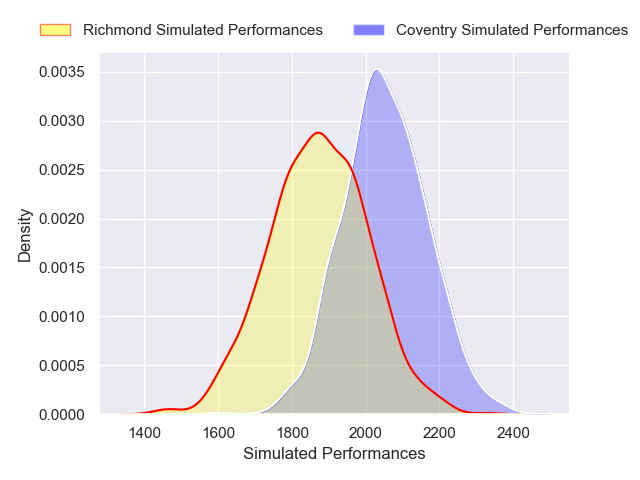 Richmond Simulated Performances Coventry Simulated Performances
0.0035
0.0030
0.0025
0.0020
0.0015
0.0010
0.0005
0.0000
Density
1400 1600 1800 2000 2200 2400
Simulated Performances